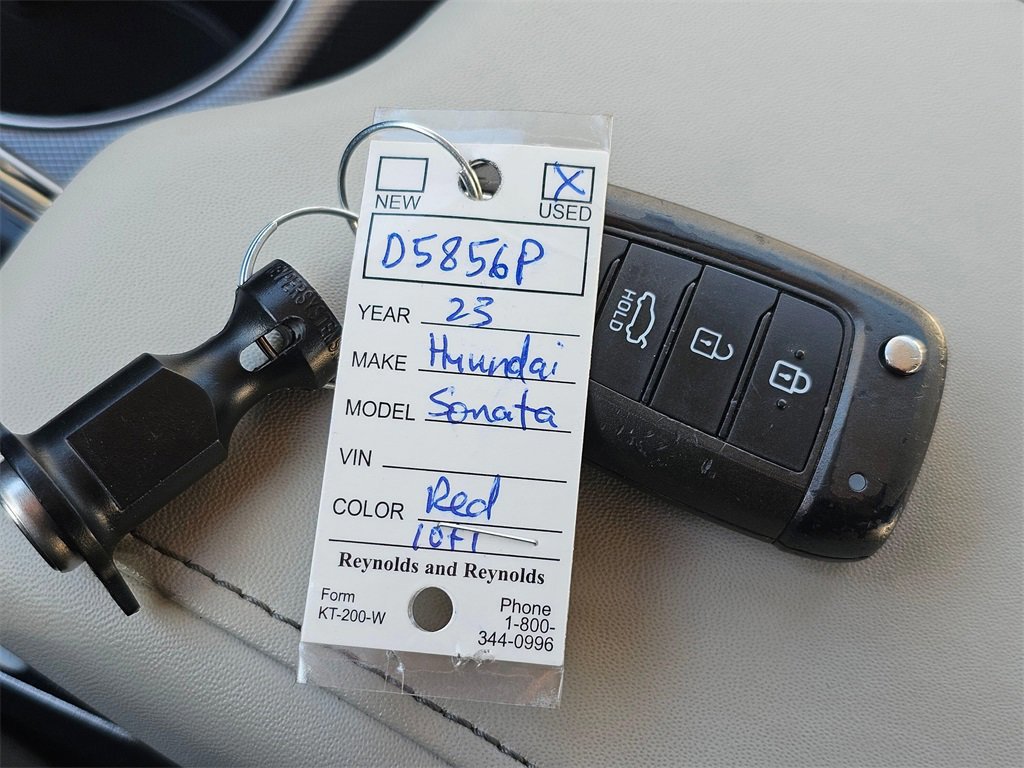 NEW
X
USED
D5856P
YEAR 23
MAKE Hyundai
MODEL Sonata
VIN
COLOR Red
Reynolds and Reynolds
Form
KT-200-W
Phone
1-800-
344-0996
HOLD